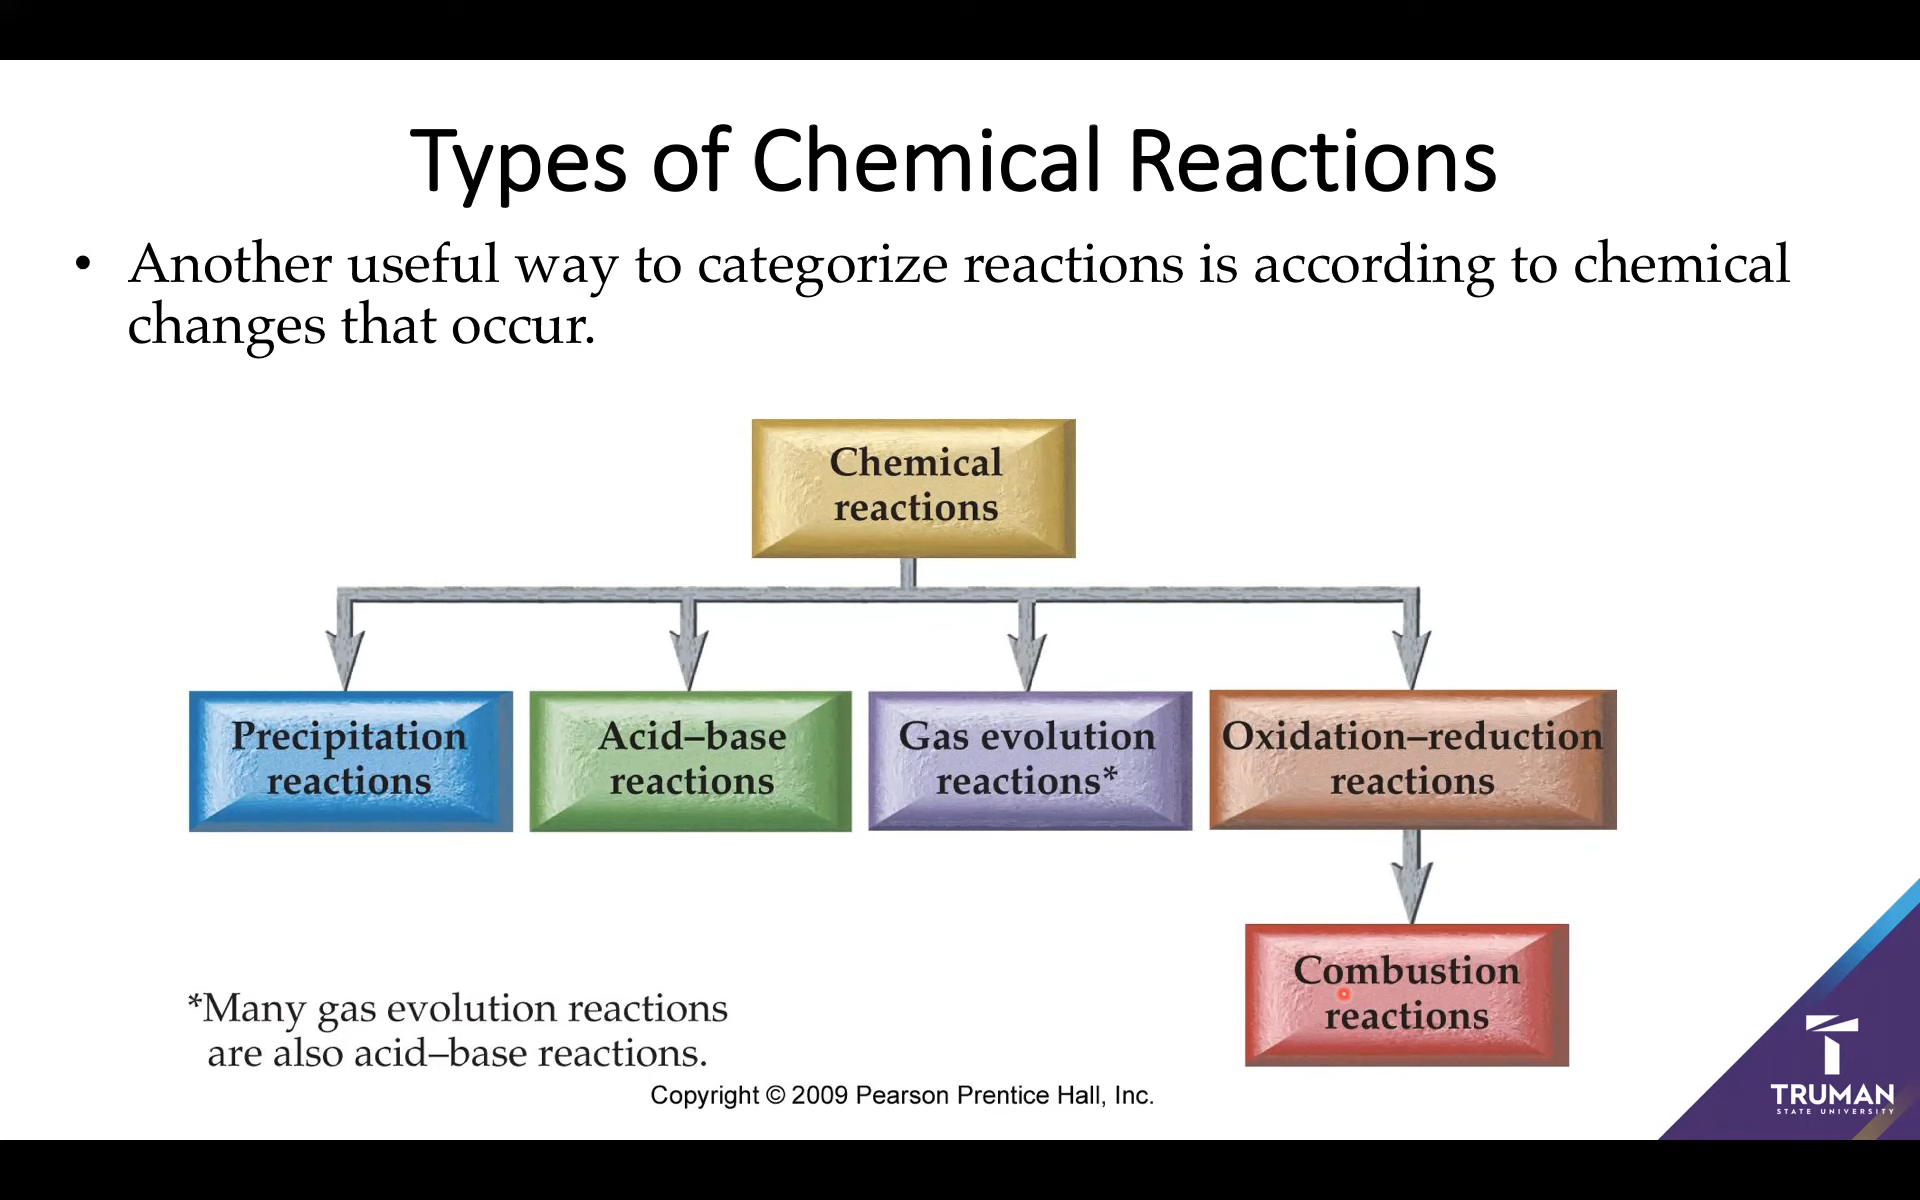 Types of Chemical Reactions
• Another useful way to categorize reactions is according to chemical
changes that occur.
Chemical
reactions
Precipitation
reactions
Acid–base
reactions
Gas evolution
reactions*
Oxidation–reduction
reactions
Combustion
reactions
*Many gas evolution reactions
are also acid–base reactions.
Copyright © 2009 Pearson Prentice Hall, Inc.
TRUMAN
STATE UNIVERSITY